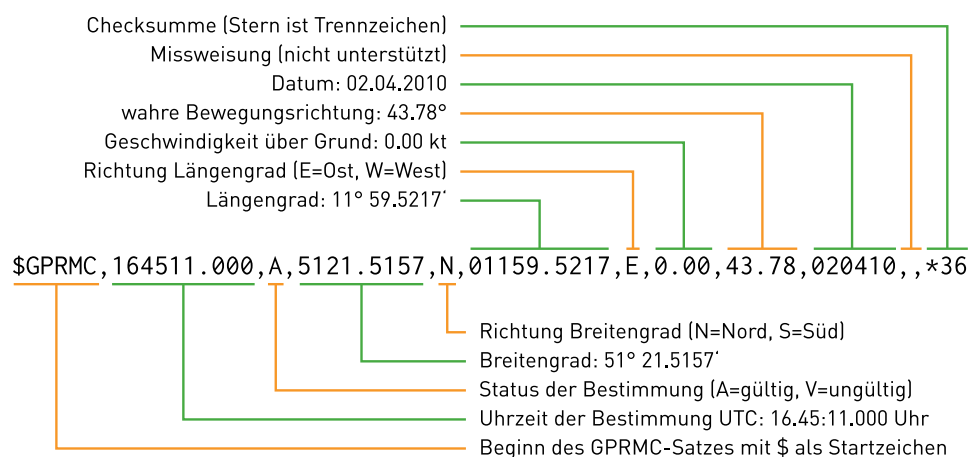 Checksumme (Stern ist Trennzeichen)
Missweisung (nicht unterstützt)
Datum: 02.04.2010
wahre Bewegungsrichtung: 43.78°
Geschwindigkeit über Grund: 0.00 kt
Richtung Längengrad (E=Ost, W=West)
Längengrad: 11° 59.5217‘
$GPRMC,164511.000,A,5121.5157,N,01159.5217,E,0.00,43.78,020410,,*36
Richtung Breitengrad (N=Nord, S=Süd)
Breitengrad: 51° 21.5157‘
Status der Bestimmung (A=gültig, V=ungültig)
Uhrzeit der Bestimmung UTC: 16.45:11.000 Uhr
Beginn des GPRMC-Satzes mit $ als Startzeichen